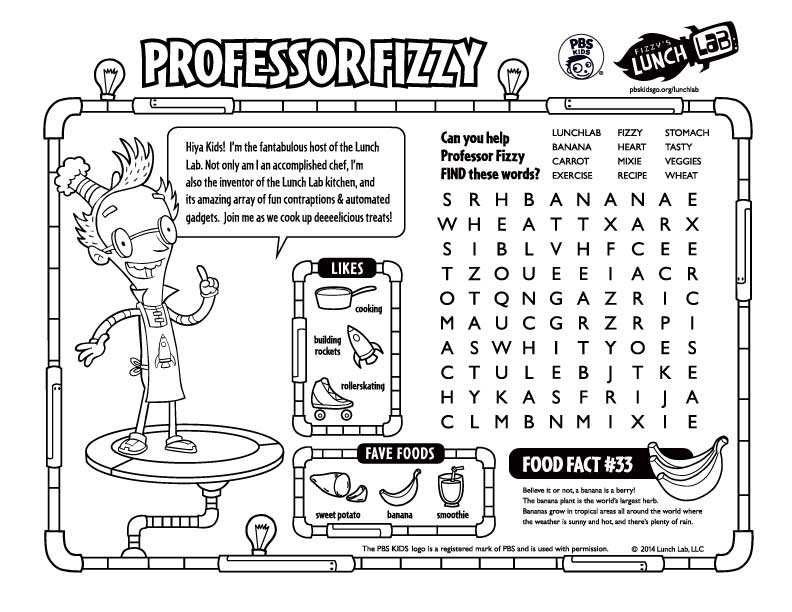 PROFESSOR FIZZY
PBS
KIDS
FIZZY'S
LUNCH LAB
pbskidsgo.org/lunchlab
Hiya Kids! I'm the fantabulous host of the Lunch
Lab. Not only am I an accomplished chef, I'm
also the inventor of the Lunch Lab kitchen, and
its amazing array of fun contraptions & automated
gadgets. Join me as we cook up deeeelicious treats!
Can you help
Professor Fizzy
FIND these words?
LUNCHLAB FIZZY STOMACH
BANANA HEART TASTY
CARROT MIXIE VEGGIES
EXERCISE RECIPE WHEAT
S R H B A N A N A E
W H E A T T X A R X
S I B L V H F C E E
T Z O U E E I A C R
O T Q N G A Z R I C
M A U C G R Z R P I
A S W H I T Y O E S
C T U L E B J T K E
H Y K A S F R I J A
C L M B N M I X I E
LIKES
cooking
building
rockets
rollerskating
FAVE FOODS
sweet potato banana smoothie
FOOD FACT #33
Believe it or not, a banana is a berry!
The banana plant is the world's largest herb.
Bananas grow in tropical areas all around the world where
the weather is sunny and hot, and there's plenty of rain.
The PBS KIDS logo is a registered mark of PBS and is used with permission. © 2014 Lunch Lab, LLC